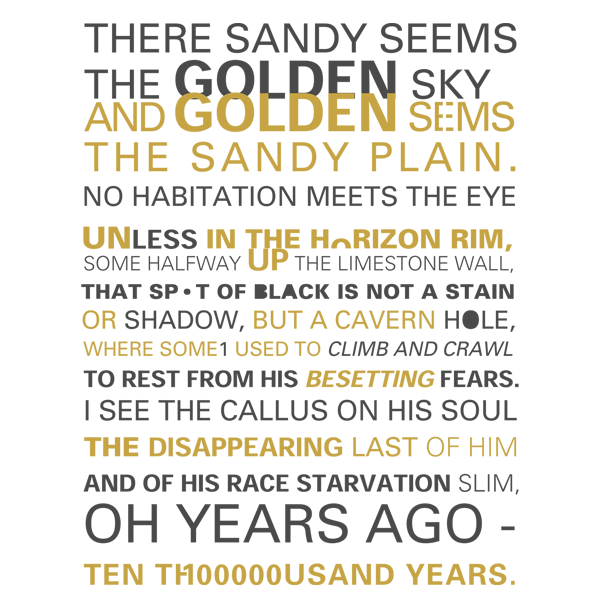 THERE SANDY SEEMS
THE GOLDEN SKY
AND GOLDEN SEEMS
THE SANDY PLAIN.
NO HABITATION MEETS THE EYE
UNLESS IN THE HORIZON RIM,
SOME HALFWAY UP THE LIMESTONE WALL,
THAT SP•T OF BLACK IS NOT A STAIN
OR SHADOW, BUT A CAVERN HOLE,
WHERE SOME1 USED TO CLIMB AND CRAWL
TO REST FROM HIS BESETTING FEARS.
I SEE THE CALLUS ON HIS SOUL
THE DISAPPEARING LAST OF HIM
AND OF HIS RACE STARVATION SLIM,
OH YEARS AGO -
TEN TH100000USAND YEARS.